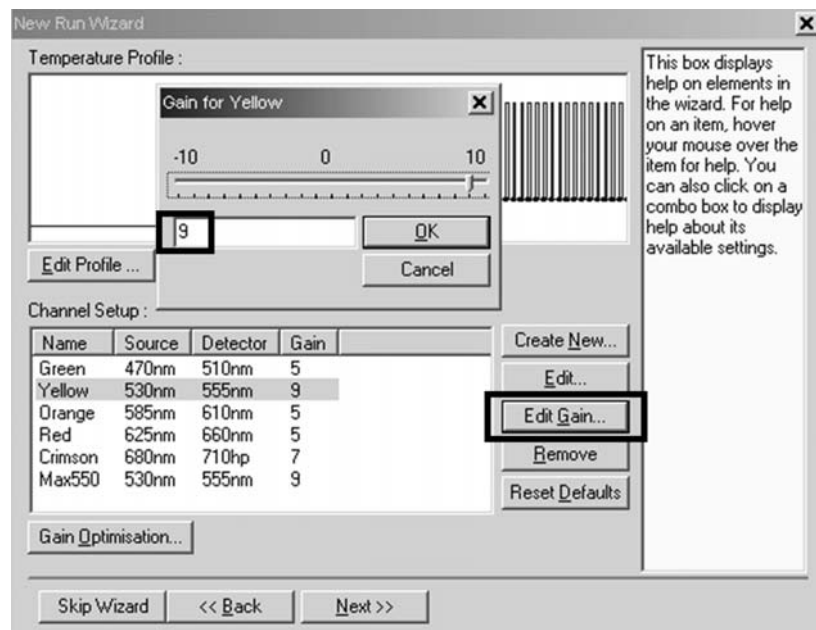 New Run Wizard
Temperature Profile :
Gain for Yellow
-10 0 10
9
OK
Cancel
Edit Profile ...
Channel Setup :
Name Source Detector Gain
Green 470nm 510nm 5
Yellow 530nm 555nm 9
Orange 585nm 610nm 5
Red 625nm 660nm 5
Crimson 680nm 710hp 7
Max550 530nm 555nm 9
Create New...
Edit...
Edit Gain...
Remove
Reset Defaults
Gain Optimisation...
This box displays
help on elements in
the wizard. For help
on an item, hover
your mouse over the
item for help. You
can also click on a
combo box to display
help about its
available settings.
Skip Wizard << Back Next >>